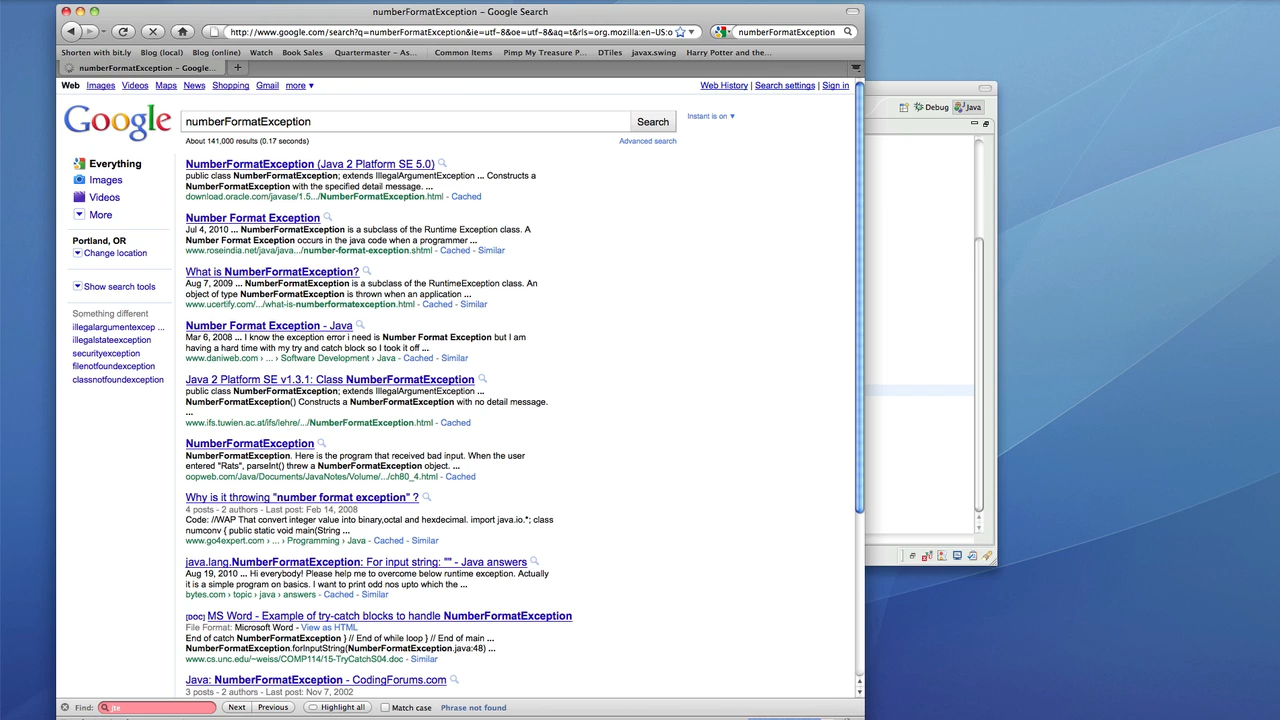 numberFormatException - Google Search
http://www.google.com/search?q=numberFormatException&ie=utf-8&oe=utf-8&aq=t&rls=org.mozilla:en-US:o
numberFormatException
Shorten with bit.ly Blog (local) Blog (online) Watch Book Sales Quartermaster - As... Common Items Pimp My Treasure P... DTiles javax.swing Harry Potter and the...
numberFormatException - Google...
Web Images Videos Maps News Shopping Gmail more ▼
Web History | Search settings | Sign in
Google
numberFormatException
Search
Instant is on ▼
About 141,000 results (0.17 seconds)
Advanced search
Everything
Images
Videos
More
Portland, OR
Change location
Show search tools
Something different
illegalargumentexcep ...
illegalstateexception
securityexception
filenotfoundexception
classnotfoundexception
NumberFormatException (Java 2 Platform SE 5.0)
public class NumberFormatException; extends IllegalArgumentException ... Constructs a
NumberFormatException with the specified detail message. ...
download.oracle.com/javase/1.5.../NumberFormatException.html - Cached
Number Format Exception
Jul 4, 2010 ... NumberFormatException is a subclass of the Runtime Exception class. A
Number Format Exception occurs in the java code when a programmer ...
www.roseindia.net/java/java.../number-format-exception.shtml - Cached - Similar
What is NumberFormatException?
Aug 7, 2009 ... NumberFormatException is a subclass of the RuntimeException class. An
object of type NumberFormatException is thrown when an application ...
www.ucertify.com/.../what-is-numberformatexception.html - Cached - Similar
Number Format Exception - Java
Mar 6, 2008 ... I know the exception error i need is Number Format Exception but I am
having a hard time with my try and catch block so I took it off ...
www.daniweb.com › ... › Software Development › Java - Cached - Similar
Java 2 Platform SE v1.3.1: Class NumberFormatException
public class NumberFormatException; extends IllegalArgumentException ...
NumberFormatException() Constructs a NumberFormatException with no detail message.
...
www.ifs.tuwien.ac.at/ifs/lehre/.../NumberFormatException.html - Cached
NumberFormatException
NumberFormatException. Here is the program that received bad input. When the user
entered "Rats", parseInt() threw a NumberFormatException object. ...
oopweb.com/Java/Documents/JavaNotes/Volume/.../ch80_4.html - Cached
Why is it throwing "number format exception" ?
4 posts - 2 authors - Last post: Feb 14, 2008
Code: //WAP That convert integer value into binary,octal and hexdecimal. import java.io.*; class
numconv { public static void main(String ...
www.go4expert.com › ... › Programming › Java - Cached - Similar
java.lang.NumberFormatException: For input string: "" - Java answers
Aug 19, 2010 ... Hi everybody! Please help me to overcome below runtime exception. Actually
it is a simple program on basics. I want to print odd nos upto which the ...
bytes.com › topic › java › answers - Cached - Similar
[DOC] MS Word - Example of try-catch blocks to handle NumberFormatException
File Format: Microsoft Word - View as HTML
End of catch NumberFormatException } // End of while loop } // End of main ...
NumberFormatException.forInputString(NumberFormatException.java:48) ...
www.cs.unc.edu/~weiss/COMP114/15-TryCatchS04.doc - Similar
Java: NumberFormatException - CodingForums.com
3 posts - 2 authors - Last post: Nov 7, 2002
Find: jte Next Previous Highlight all Match case Phrase not found
Debug Java